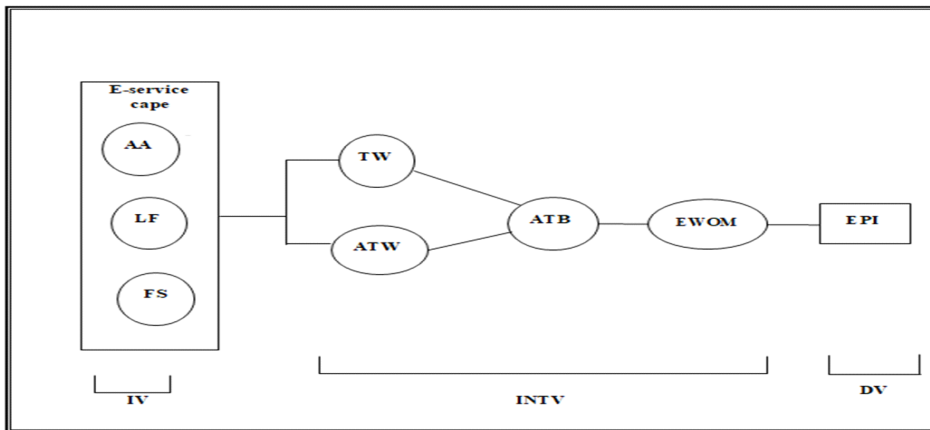 E-service
cape
AA
LF
FS
TW
ATW
ATB
EWOM
EPI
IV
INTV
DV